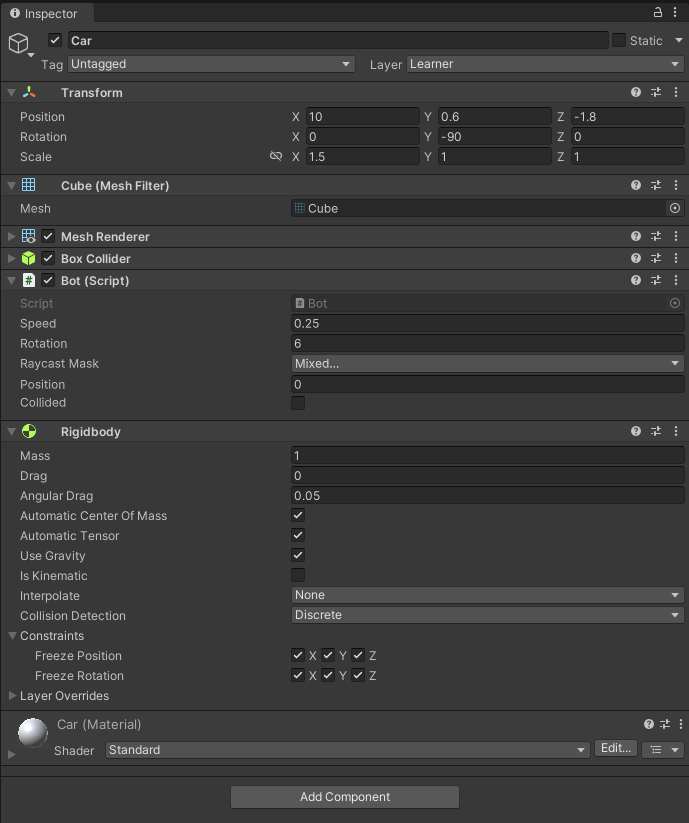 Inspector
Car Static
Tag Untagged Layer Learner
Transform
Position X 10 Y 0.6 Z -1.8
Rotation X 0 Y -90 Z 0
Scale X 1.5 Y 1 Z 1
Cube (Mesh Filter)
Mesh Cube
Mesh Renderer
Box Collider
# Bot (Script)
Script # Bot
Speed 0.25
Rotation 6
Raycast Mask Mixed...
Position 0
Collided
Rigidbody
Mass 1
Drag 0
Angular Drag 0.05
Automatic Center Of Mass
Automatic Tensor
Use Gravity
Is Kinematic
Interpolate None
Collision Detection Discrete
Constraints
Freeze Position X Y Z
Freeze Rotation X Y Z
Layer Overrides
Car (Material)
Shader Standard Edit...
Add Component